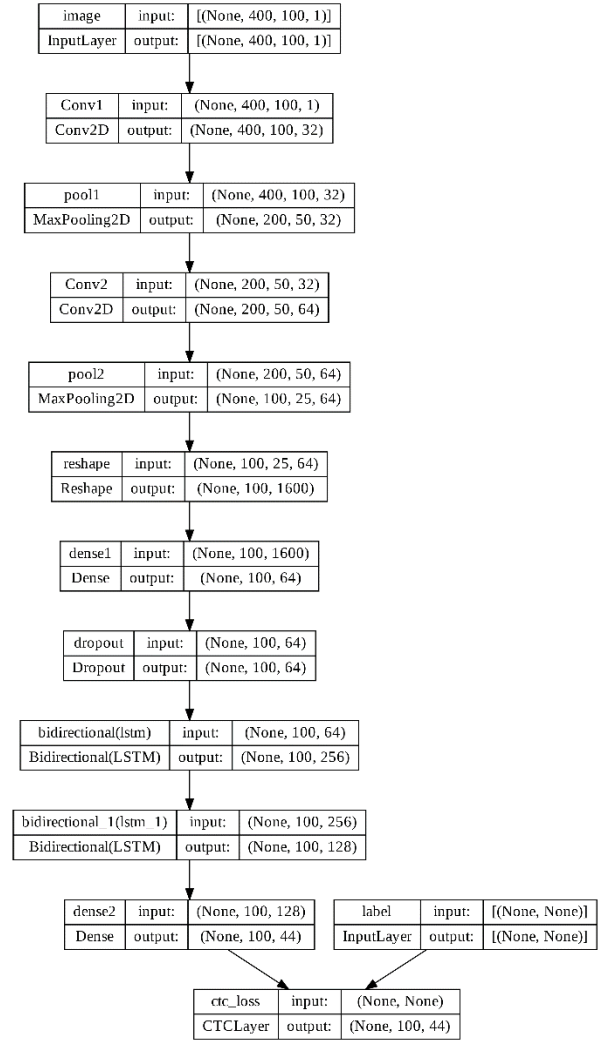 image input: [(None, 400, 100, 1)]
InputLayer output: [(None, 400, 100, 1)]
Conv1 input: (None, 400, 100, 1)
Conv2D output: (None, 400, 100, 32)
pool1 input: (None, 400, 100, 32)
MaxPooling2D output: (None, 200, 50, 32)
Conv2 input: (None, 200, 50, 32)
Conv2D output: (None, 200, 50, 64)
pool2 input: (None, 200, 50, 64)
MaxPooling2D output: (None, 100, 25, 64)
reshape input: (None, 100, 25, 64)
Reshape output: (None, 100, 1600)
dense1 input: (None, 100, 1600)
Dense output: (None, 100, 64)
dropout input: (None, 100, 64)
Dropout output: (None, 100, 64)
bidirectional(lstm) input: (None, 100, 64)
Bidirectional(LSTM) output: (None, 100, 256)
bidirectional_1(lstm_1) input: (None, 100, 256)
Bidirectional(LSTM) output: (None, 100, 128)
dense2 input: (None, 100, 128)
Dense output: (None, 100, 44)
label input: [(None, None)]
InputLayer output: [(None, None)]
ctc_loss input: (None, None)
CTCLayer output: (None, 100, 44)